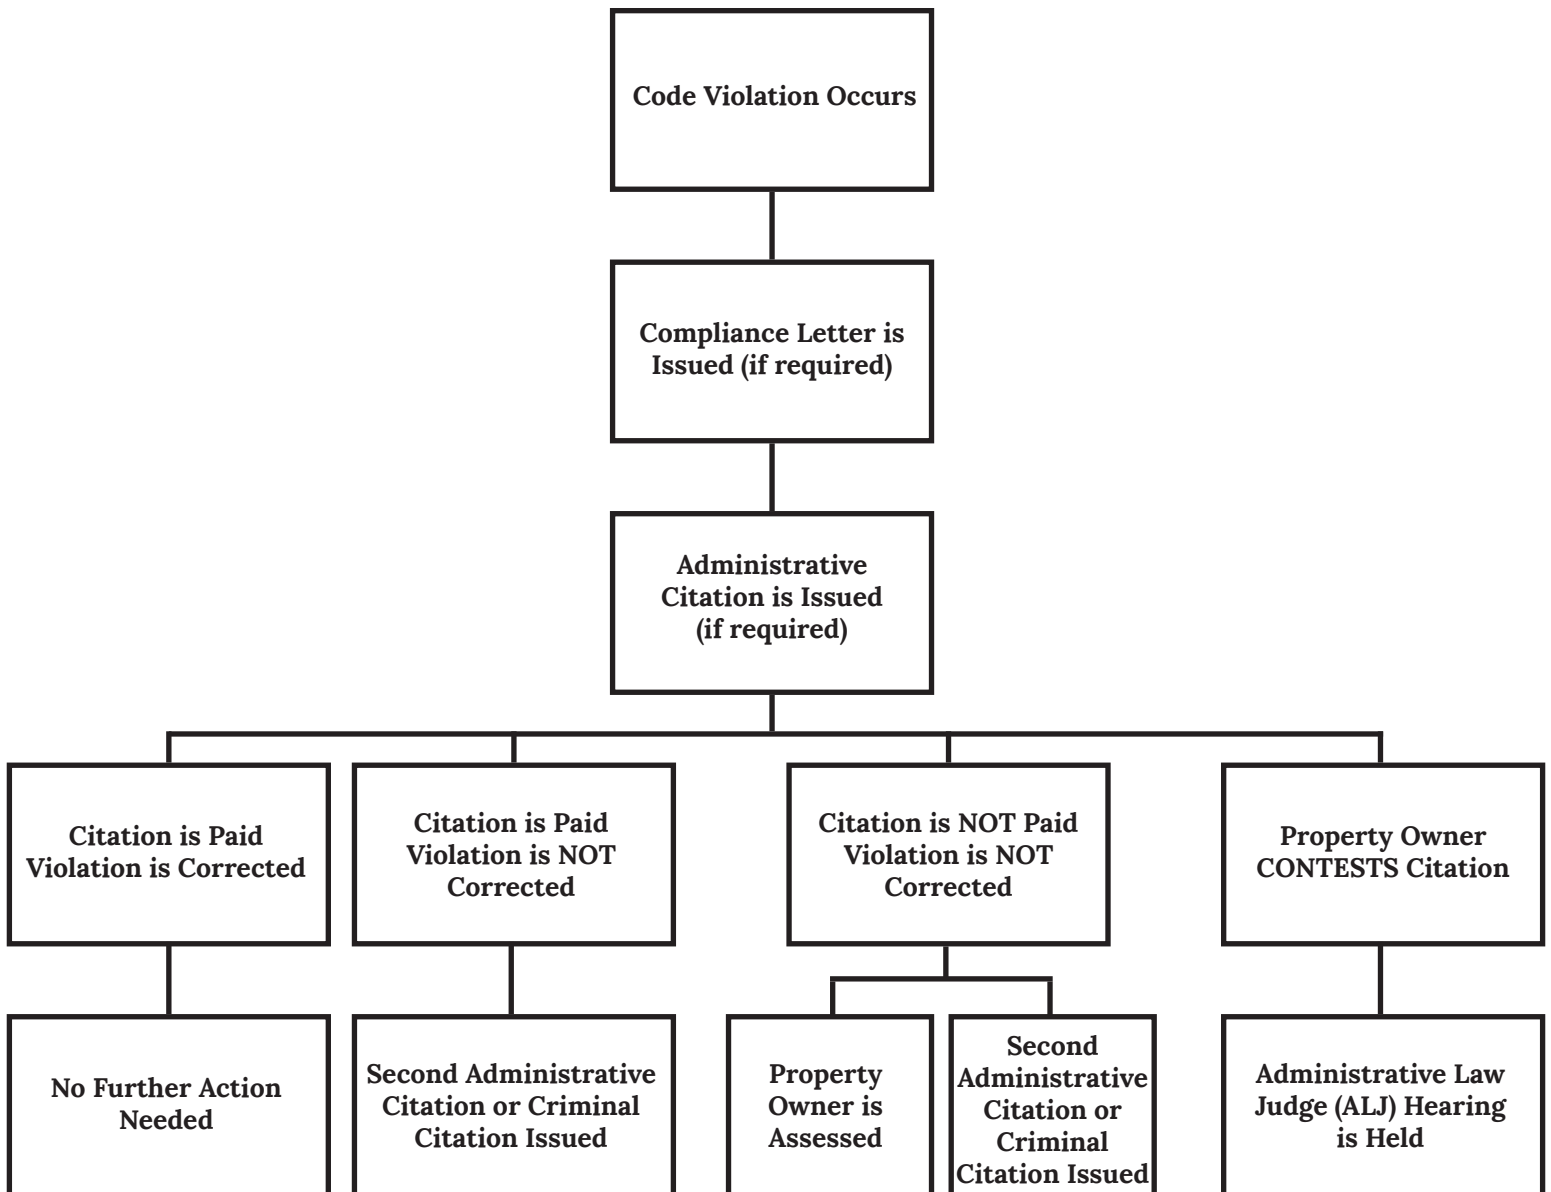 Code Violation Occurs
Compliance Letter is
Issued (if required)
Administrative
Citation is Issued
(if required)
Citation is Paid
Violation is Corrected
Citation is Paid
Violation is NOT
Corrected
Citation is NOT Paid
Violation is NOT
Corrected
Property Owner
CONTESTS Citation
No Further Action
Needed
Second Administrative
Citation or Criminal
Citation Issued
Property
Owner is
Assessed
Second
Administrative
Citation or
Criminal
Citation Issued
Administrative Law
Judge (ALJ) Hearing
is Held